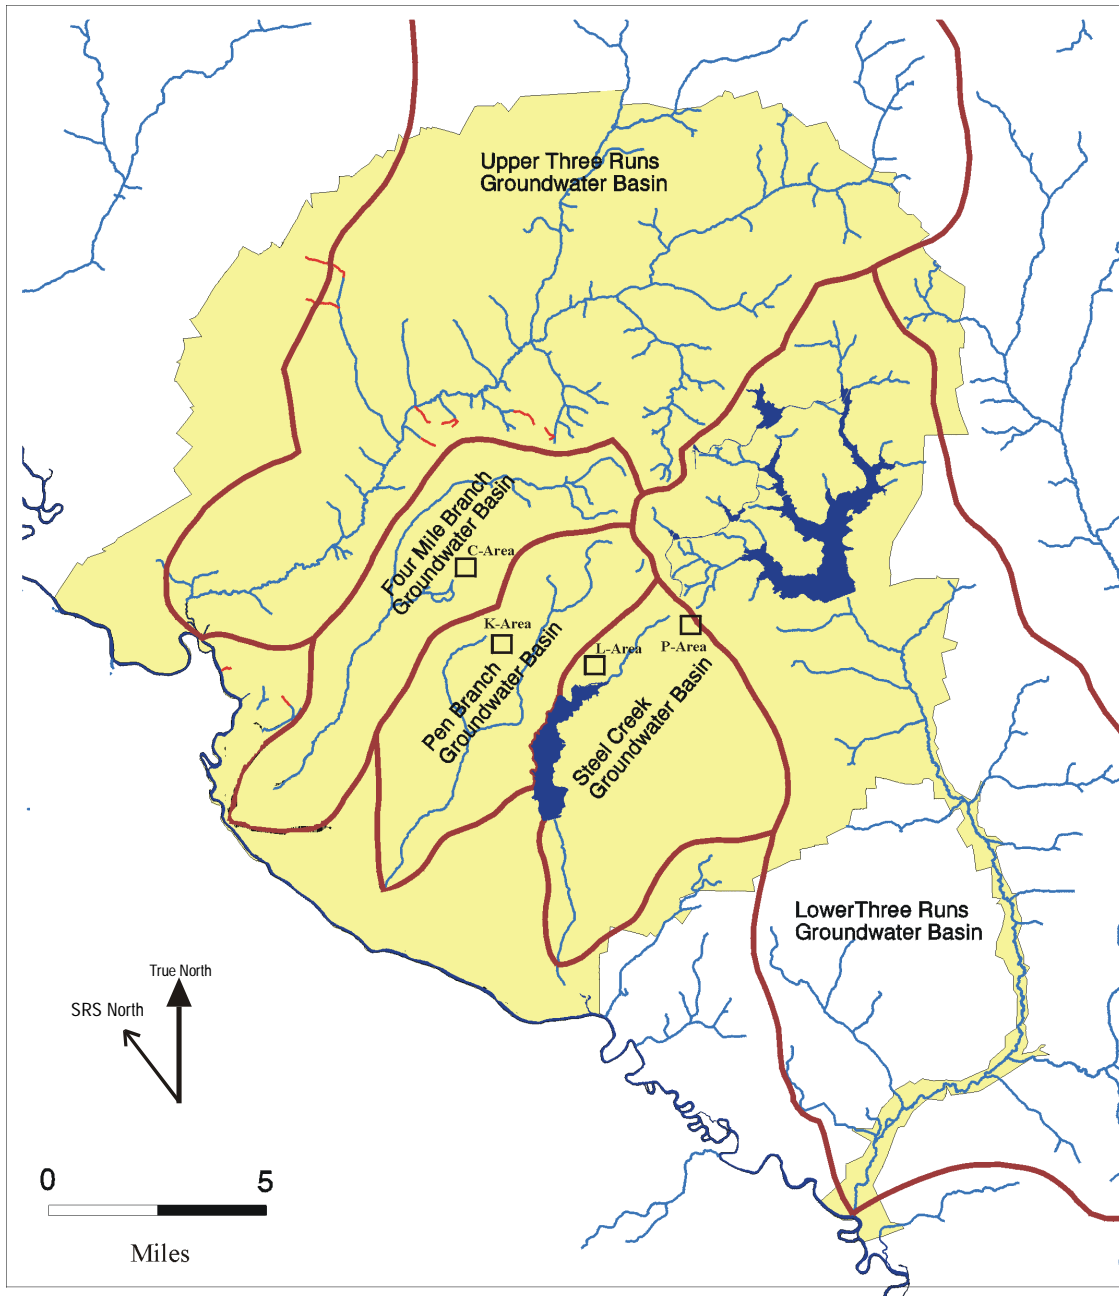 Upper Three Runs
Groundwater Basin
Four Mile Branch
Groundwater Basin
C-Area
K-Area
Pen Branch
Groundwater Basin
L-Area
P-Area
Steel Creek
Groundwater Basin
LowerThree Runs
Groundwater Basin
True North
SRS North
0 5
Miles